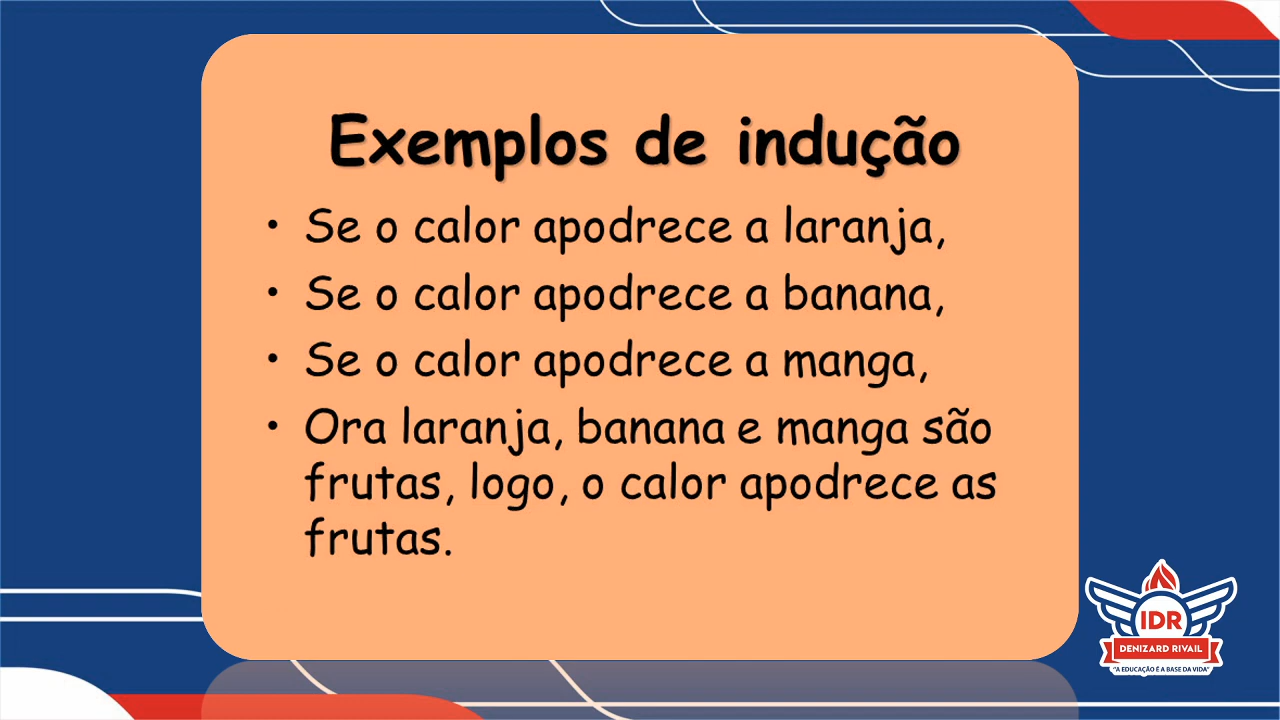 Exemplos de indução
• Se o calor apodrece a laranja,
• Se o calor apodrece a banana,
• Se o calor apodrece a manga,
• Ora laranja, banana e manga são
frutas, logo, o calor apodrece as
frutas.
IDR
DENIZARD RIVAIL
"A EDUCAÇÃO É A BASE DA VIDA"